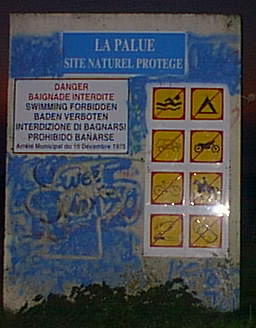 LA PALUE
SITE NATUREL PROTEGE
DANGER
BAIGNADE INTERDITE
SWIMMING FORBIDDEN
BADEN VERBOTEN
INTERDIZIONE DI BAGNARSI
PROHIBIDO BAÑARSE
Arrêté Municipal du 16 Décembre 1975